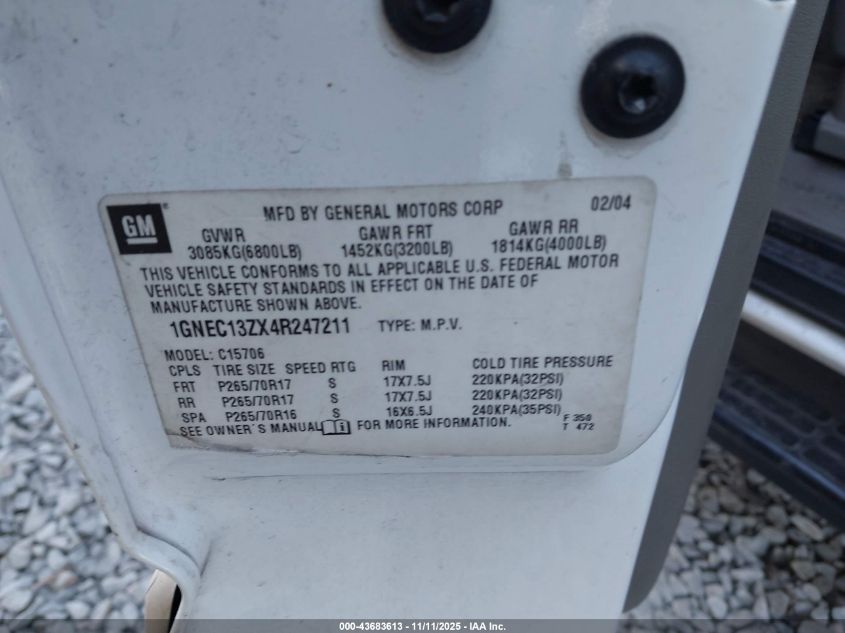 GM ® MFD BY GENERAL MOTORS CORP 02/04
GVWR GAWR FRT GAWR RR
3085KG(6800LB) 1452KG(3200LB) 1814KG(4000LB)
THIS VEHICLE CONFORMS TO ALL APPLICABLE U.S. FEDERAL MOTOR
VEHICLE SAFETY STANDARDS IN EFFECT ON THE DATE OF
MANUFACTURE SHOWN ABOVE.
1GNEC13ZX4R247211 TYPE: M.P.V.
MODEL: C15706
CPLS TIRE SIZE SPEED RTG RIM COLD TIRE PRESSURE
FRT P265/70R17 S 17X7.5J 220KPA(32PSI)
RR P265/70R17 S 17X7.5J 220KPA(32PSI)
SPA P265/70R16 S 16X6.5J 240KPA(35PSI)
SEE OWNER'S MANUAL i FOR MORE INFORMATION.
F 350
T 472
000-43683613 - 11/11/2025 - IAA Inc.